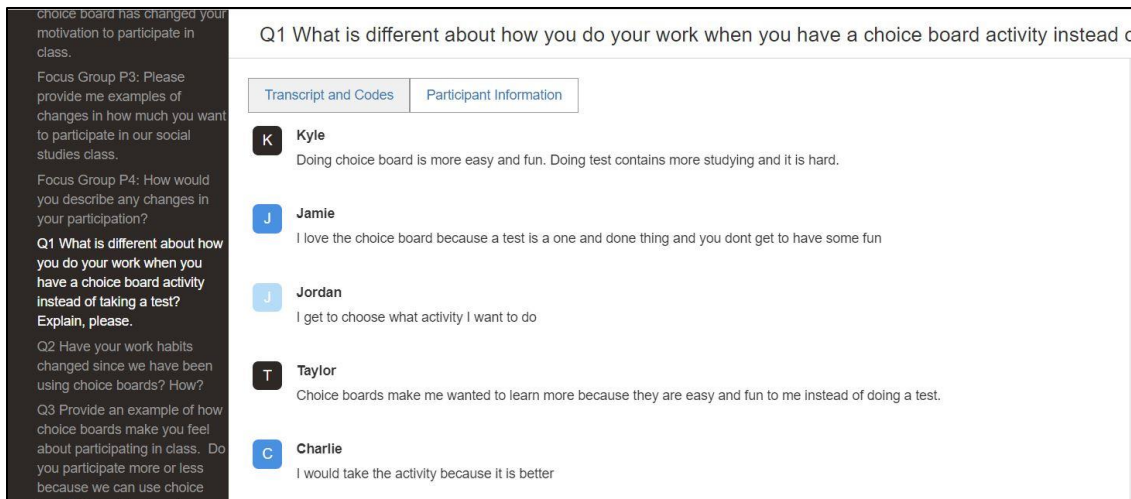 choice board has changed your
motivation to participate in
class.
Focus Group P3: Please
provide me examples of
changes in how much you want
to participate in our social
studies class.
Focus Group P4: How would
you describe any changes in
your participation?
Q1 What is different about how
you do your work when you
have a choice board activity
instead of taking a test?
Explain, please.
Q2 Have your work habits
changed since we have been
using choice boards? How?
Q3 Provide an example of how
choice boards make you feel
about participating in class. Do
you participate more or less
because we can use choice
Q1 What is different about how you do your work when you have a choice board activity instead
Transcript and Codes
Participant Information
K
Kyle
Doing choice board is more easy and fun. Doing test contains more studying and it is hard.
J
Jamie
I love the choice board because a test is a one and done thing and you dont get to have some fun
J
Jordan
I get to choose what activity I want to do
T
Taylor
Choice boards make me wanted to learn more because they are easy and fun to me instead of doing a test.
C
Charlie
I would take the activity because it is better